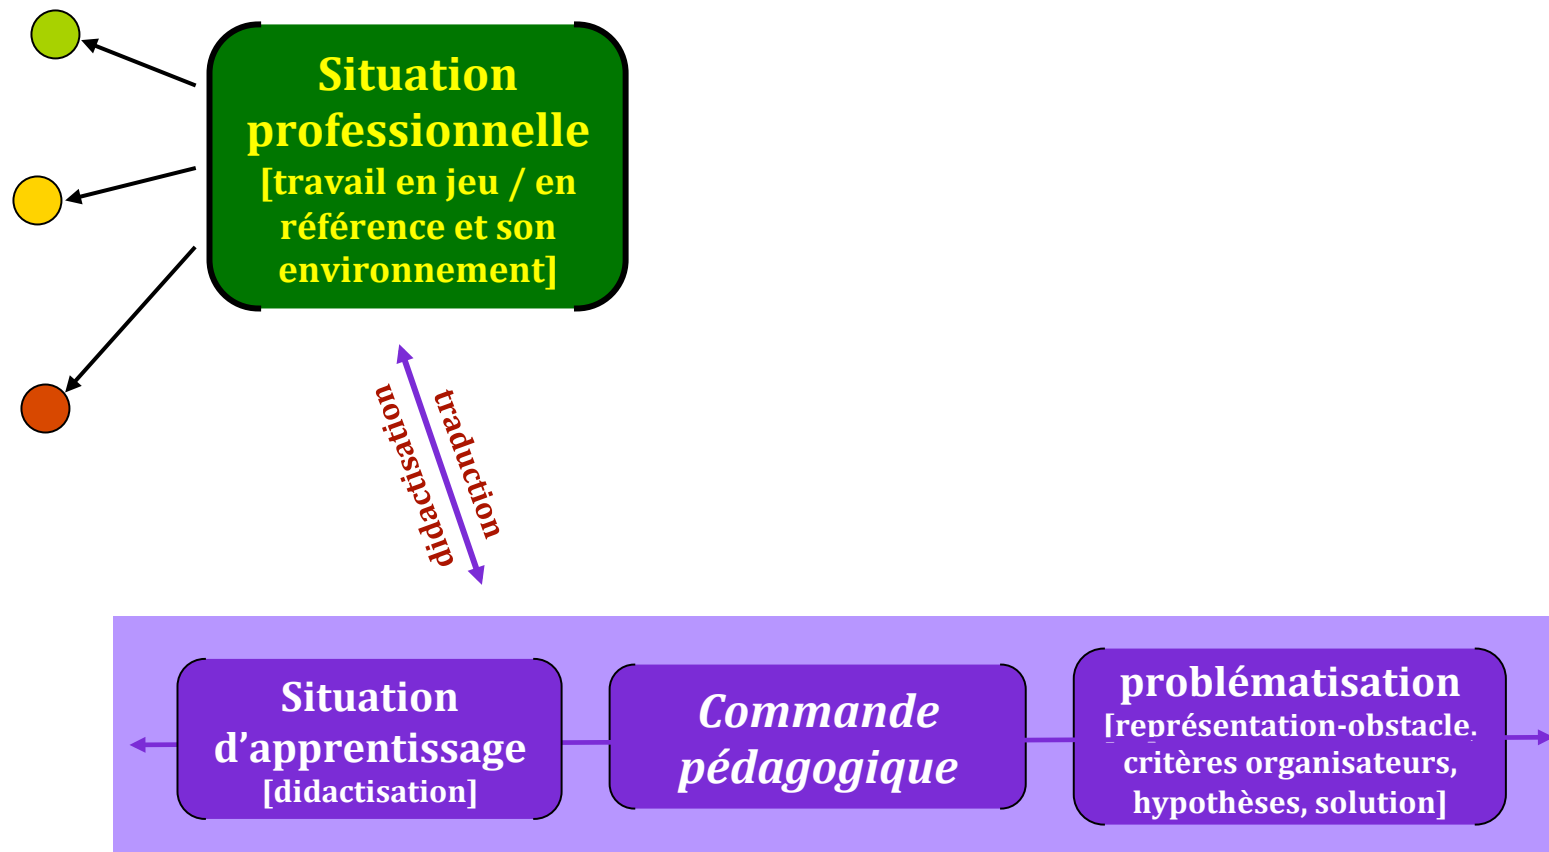 Situation
professionnelle
[travail en jeu / en
référence et son
environnement]
didactisation
traduction
Situation
d’apprentissage
[didactisation]
Commande
pédagogique
problématisation
[représentation-obstacle,
critères organisateurs,
hypothèses, solution]